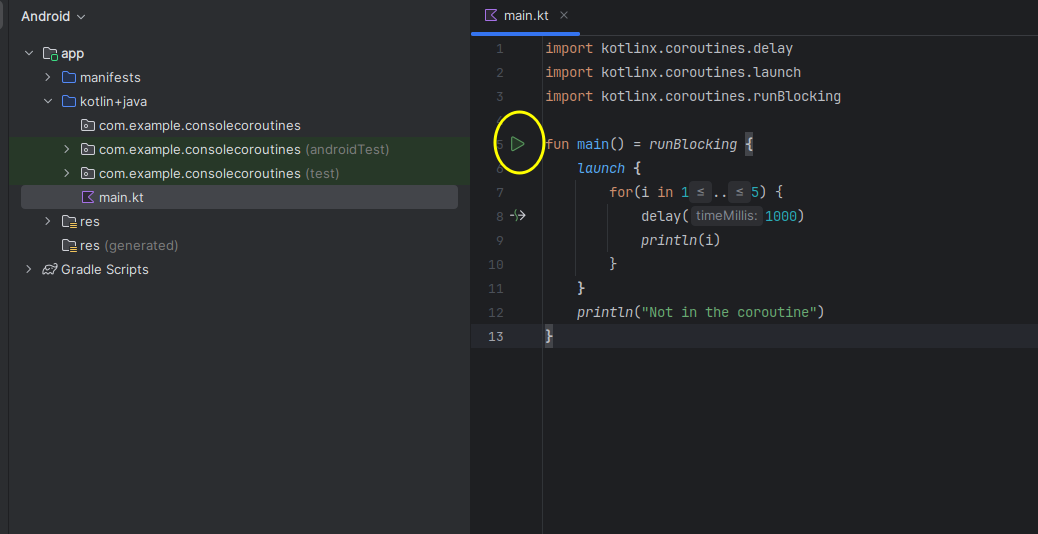 Android
app
manifests
kotlin+java
com.example.consolecoroutines
com.example.consolecoroutines (androidTest)
com.example.consolecoroutines (test)
main.kt
res
res (generated)
Gradle Scripts
main.kt
1 import kotlinx.coroutines.delay
2 import kotlinx.coroutines.launch
3 import kotlinx.coroutines.runBlocking
4
5 fun main() = runBlocking {
6 launch {
7 for(i in 1 ≤ .. ≤ 5) {
8 delay( timeMillis: 1000)
9 println(i)
10 }
11 }
12 println("Not in the coroutine")
13 }